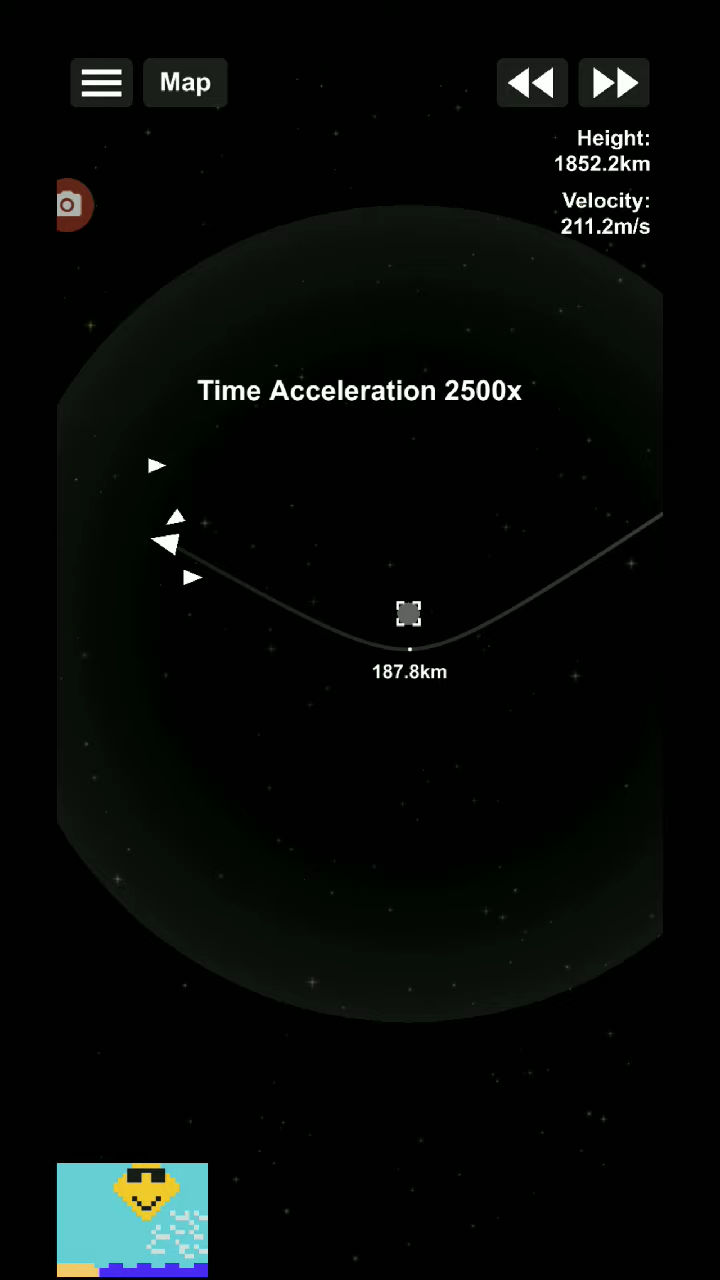 Map
Height:
1852.2km
Velocity:
211.2m/s
Time Acceleration 2500x
187.8km